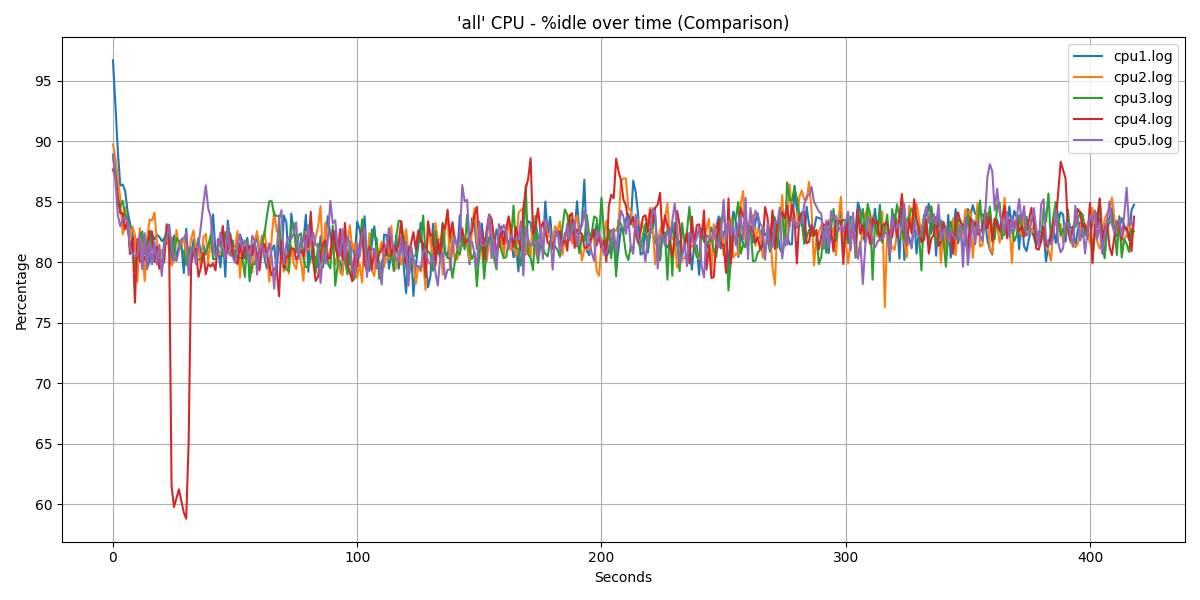 'all' CPU - %idle over time (Comparison)
cpu1.log
cpu2.log
cpu3.log
cpu4.log
cpu5.log
Percentage
95
90
85
80
75
70
65
60
0 100 200 300 400
Seconds